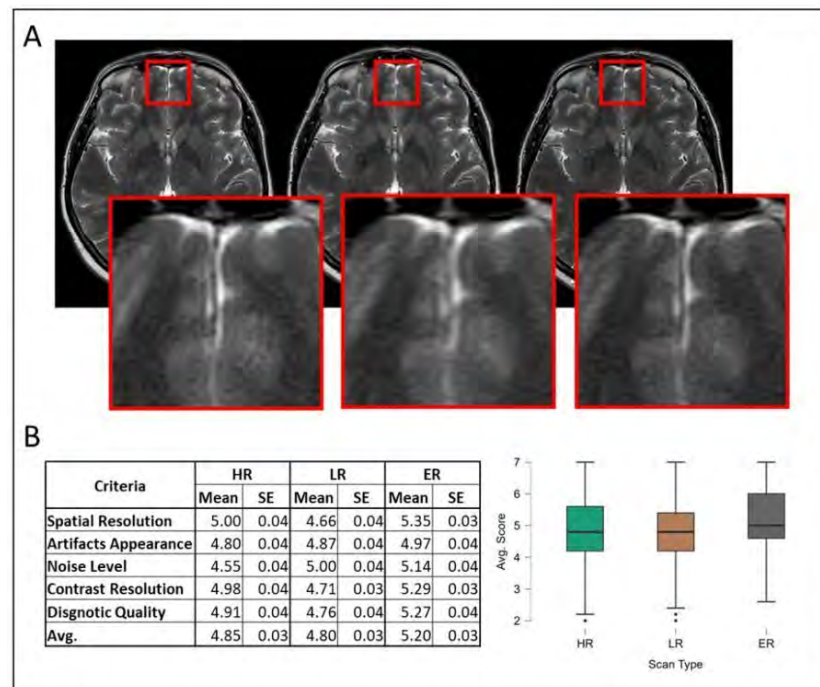 A
B
Criteria HR LR ER
Mean SE Mean SE Mean SE
Spatial Resolution 5.00 0.04 4.66 0.04 5.35 0.03
Artifacts Appearance 4.80 0.04 4.87 0.04 4.97 0.04
Noise Level 4.55 0.04 5.00 0.04 5.14 0.04
Contrast Resolution 4.98 0.04 4.71 0.03 5.29 0.03
Disgnotic Quality 4.91 0.04 4.76 0.04 5.27 0.04
Avg. 4.85 0.03 4.80 0.03 5.20 0.03
7
6
5
4
3
2
Avg. Score
HR LR ER
Scan Type